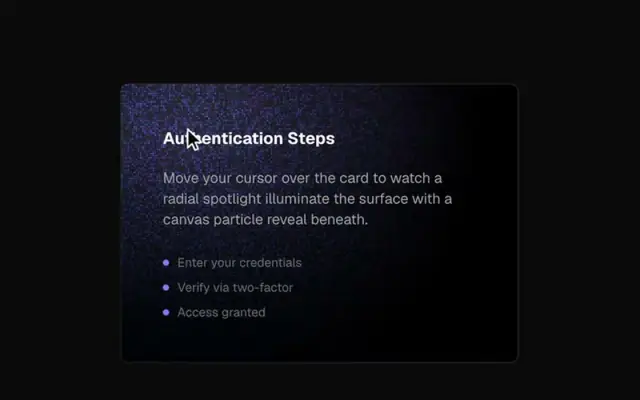 Authentication Steps
Move your cursor over the card to watch a
radial spotlight illuminate the surface with a
canvas particle reveal beneath.
Enter your credentials
Verify via two-factor
Access granted